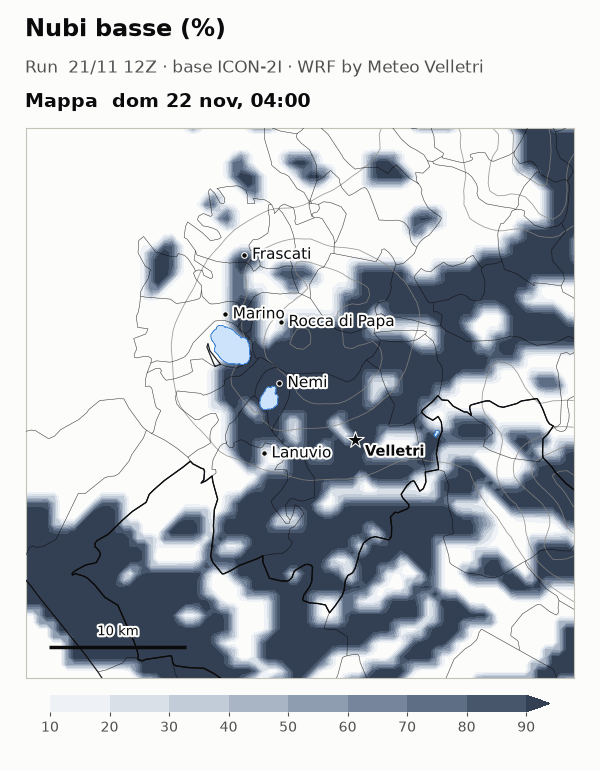 Nubi basse (%)
Run  21/11 12Z · base ICON-2I · WRF by Meteo Velletri
Mappa  dom 22 nov, 04:00
Frascati
Marino
Rocca di Papa
Nemi
Velletri
Lanuvio
10 km
10 20 30 40 50 60 70 80 90